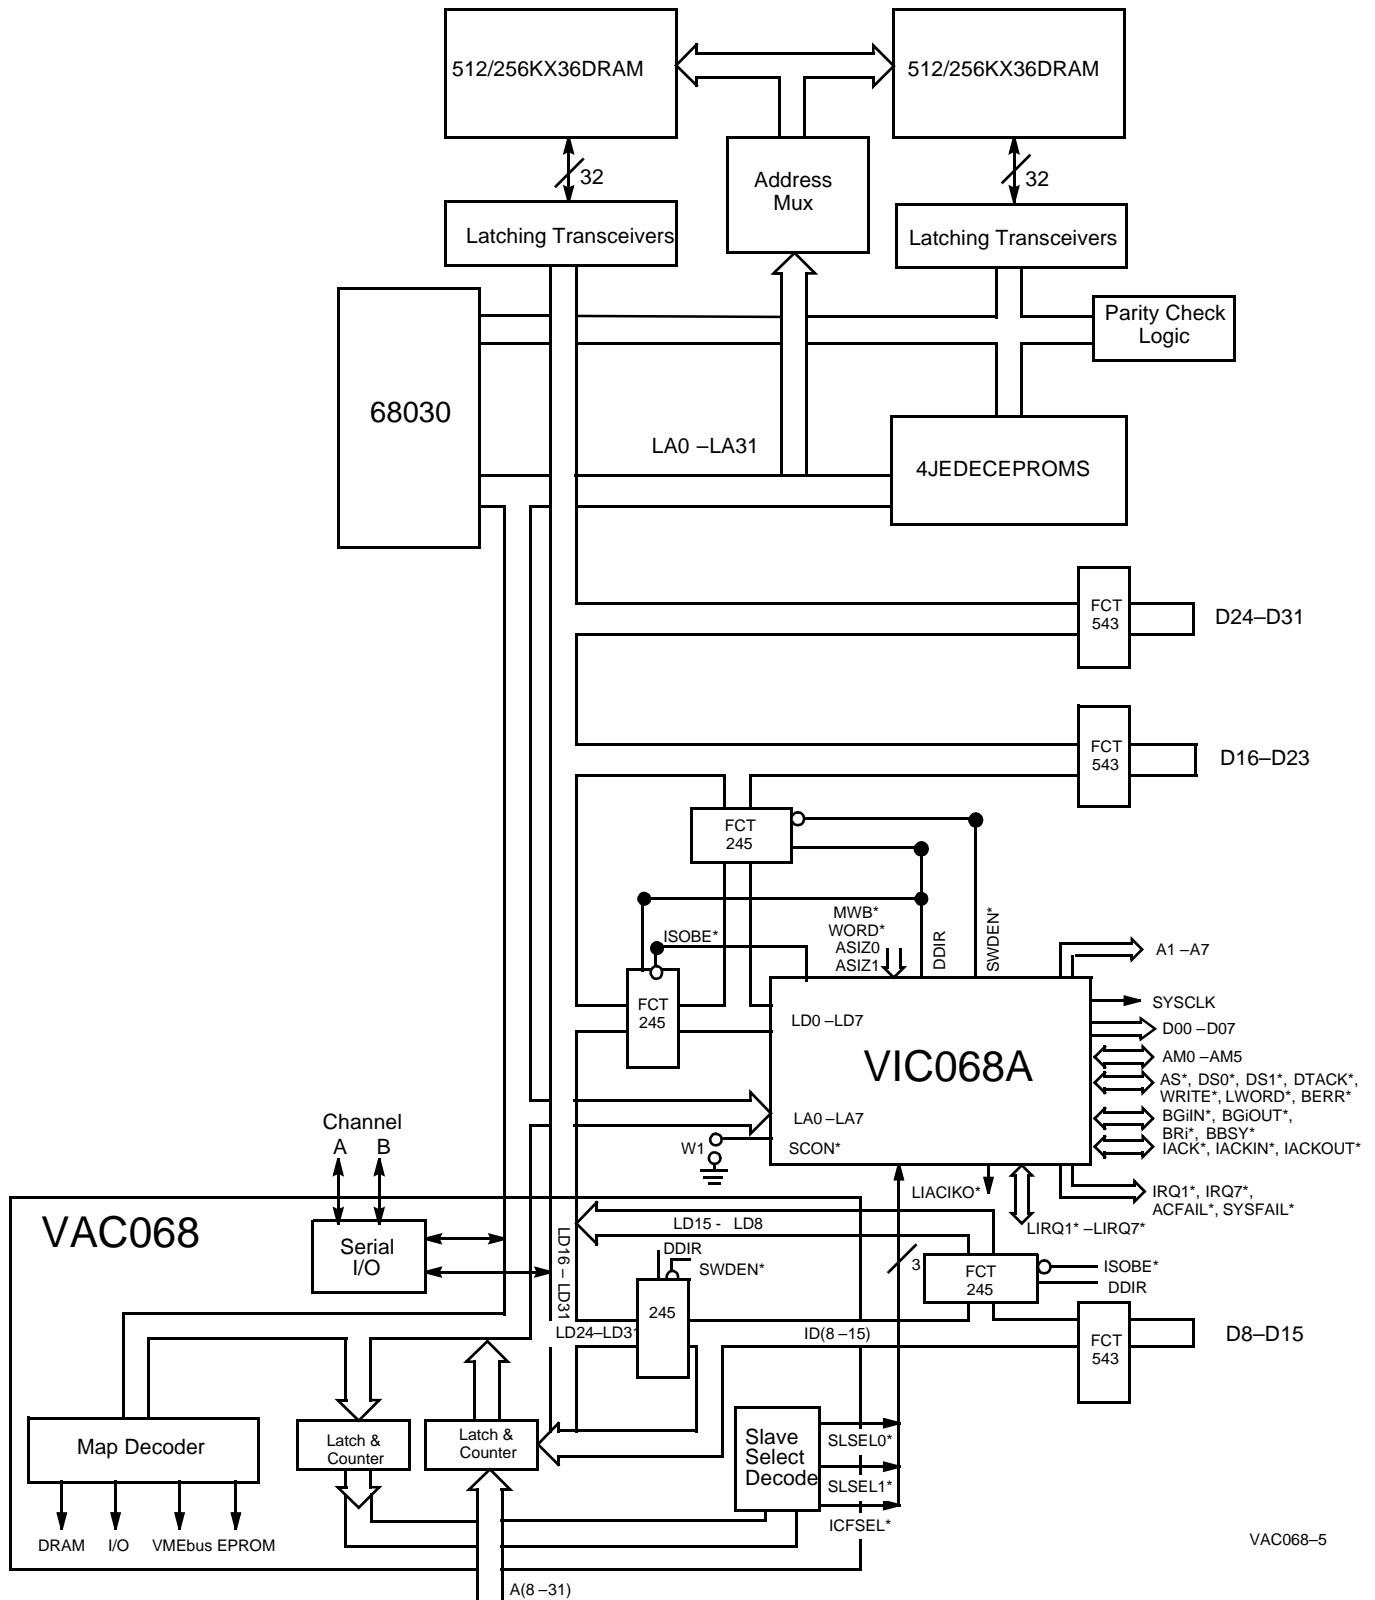 512/256KX36DRAM
512/256KX36DRAM
32
Address
Mux
32
Latching Transceivers
Latching Transceivers
Parity Check
Logic
68030
LA0 –LA31
4JEDECEPROMS
FCT
543
D24–D31
FCT
543
D16–D23
FCT
245
MWB*
WORD*
ASIZ0
ASIZ1
DDIR
SWDEN*
ISOBE*
FCT
245
A1 –A7
SYSCLK
LD0 –LD7
D00 –D07
VIC068A
AM0 –AM5
AS*, DS0*, DS1*, DTACK*,
WRITE*, LWORD*, BERR*
LA0 –LA7
BGiIN*, BGiOUT*,
BRi*, BBSY*
Channel
A B
W1
SCON*
IACK*, IACKIN*, IACKOUT*
LIACIKO*
IRQ1*, IRQ7*,
ACFAIL*, SYSFAIL*
LIRQ1* –LIRQ7*
VAC068
Serial
I/O
LD16 – LD31
LD15 - LD8
DDIR
SWDEN*
3
FCT
245
ISOBE*
DDIR
245
LD24–LD31
ID(8 –15)
FCT
543
D8–D15
Map Decoder
Latch &
Counter
Latch &
Counter
Slave
Select
Decode
SLSEL0*
SLSEL1*
ICFSEL*
DRAM I/O VMEbus EPROM
VAC068–5
A(8 –31)